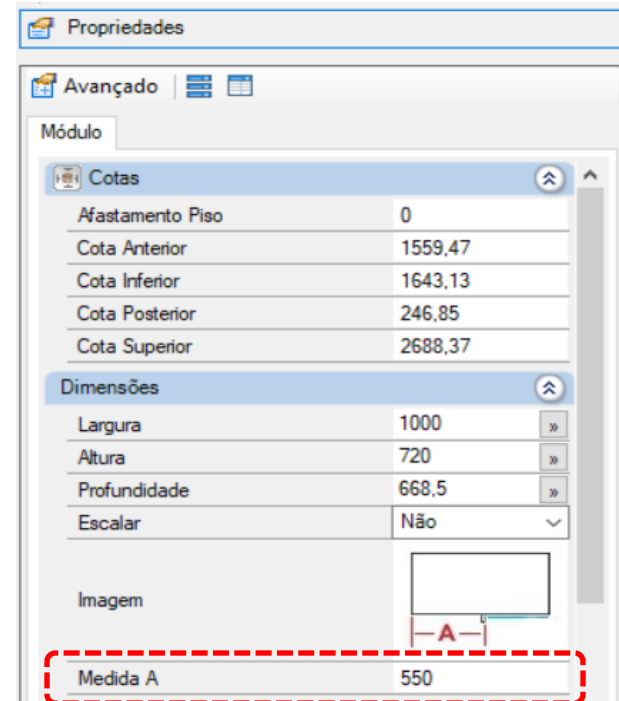 Propriedades
Avançado
Módulo
Cotas
Afastamento Piso 0
Cota Anterior 1559,47
Cota Inferior 1643,13
Cota Posterior 246,85
Cota Superior 2688,37
Dimensões
Largura 1000 »
Altura 720 »
Profundidade 668,5 »
Escalar Não
Imagem
A
Medida A 550